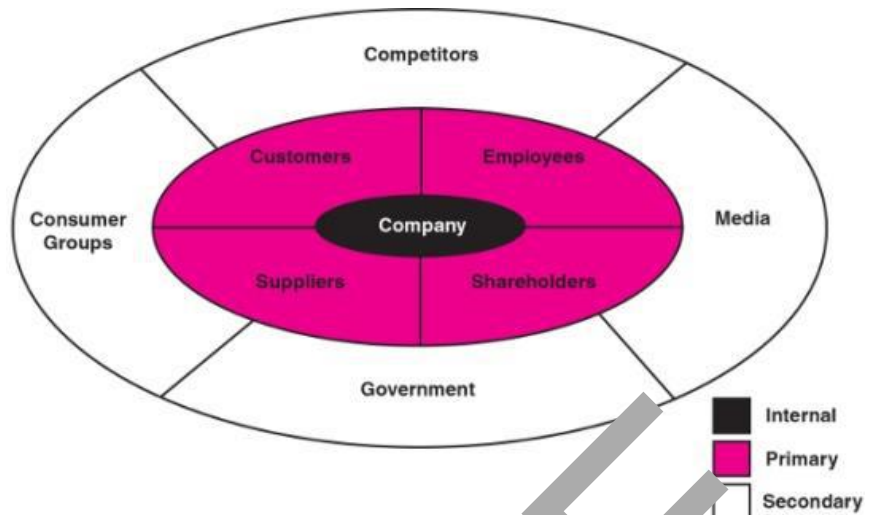 Competitors
Customers
Employees
Consumer
Groups
Company
Media
Suppliers
Shareholders
Government
Internal
Primary
Secondary